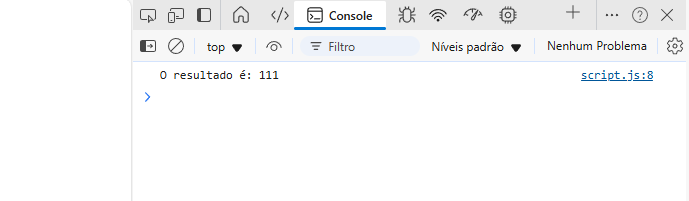 Console
top Filtro Níveis padrão Nenhum Problema
O resultado é: 111 script.js:8